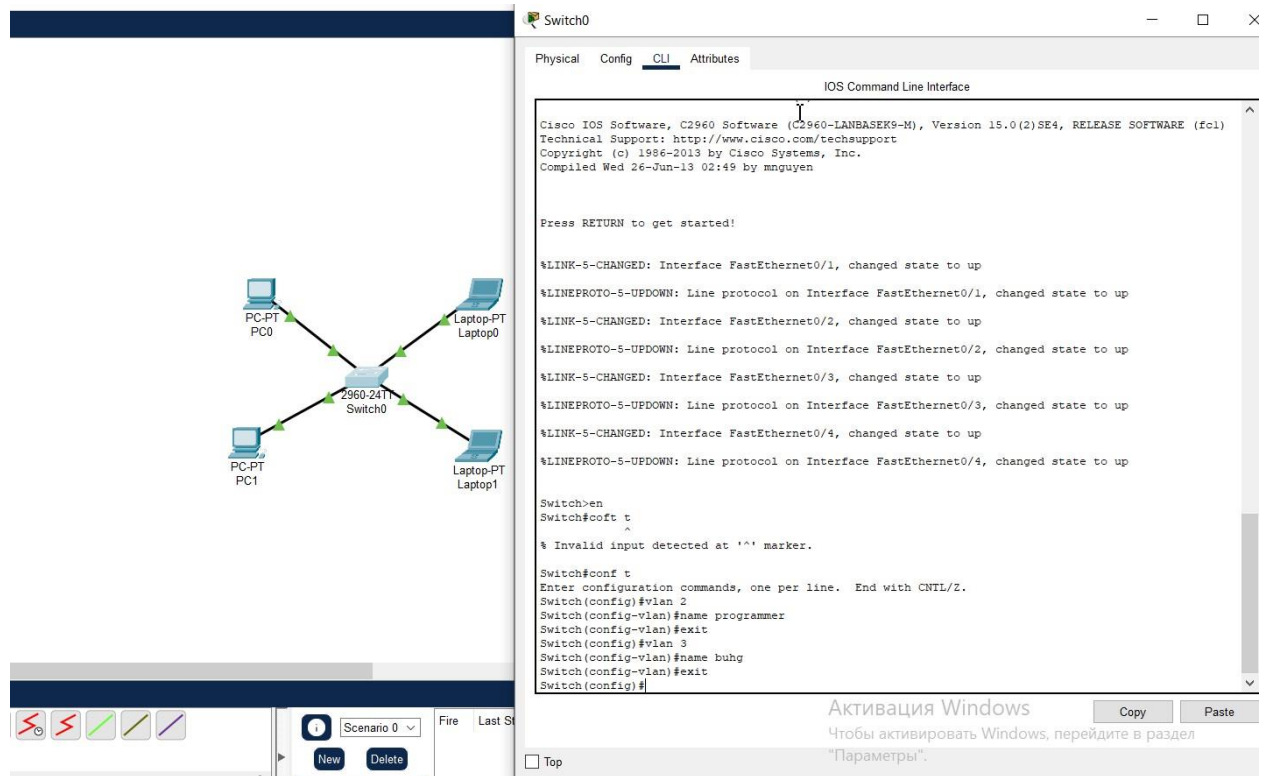 Switch0
Physical Config CLI Attributes
IOS Command Line Interface
Cisco IOS Software, C2960 Software (C2960-LANBASEK9-M), Version 15.0(2)SE4, RELEASE SOFTWARE (fc1)
Technical Support: http://www.cisco.com/techsupport
Copyright (c) 1986-2013 by Cisco Systems, Inc.
Compiled Wed 26-Jun-13 02:49 by mnguyen
Press RETURN to get started!
%LINK-5-CHANGED: Interface FastEthernet0/1, changed state to up
%LINEPROTO-5-UPDOWN: Line protocol on Interface FastEthernet0/1, changed state to up
%LINK-5-CHANGED: Interface FastEthernet0/2, changed state to up
%LINEPROTO-5-UPDOWN: Line protocol on Interface FastEthernet0/2, changed state to up
%LINK-5-CHANGED: Interface FastEthernet0/3, changed state to up
%LINEPROTO-5-UPDOWN: Line protocol on Interface FastEthernet0/3, changed state to up
%LINK-5-CHANGED: Interface FastEthernet0/4, changed state to up
%LINEPROTO-5-UPDOWN: Line protocol on Interface FastEthernet0/4, changed state to up
Switch>en
Switch#coft t
^
% Invalid input detected at '^' marker.
Switch#conf t
Enter configuration commands, one per line. End with CNTL/Z.
Switch(config)#vlan 2
Switch(config-vlan)#name programmer
Switch(config-vlan)#exit
Switch(config)#vlan 3
Switch(config-vlan)#name buhg
Switch(config-vlan)#exit
Switch(config)#
Copy Paste
Top
Активация Windows
Чтобы активировать Windows, перейдите в раздел
"Параметры".
PC-PT
PC0
Laptop-PT
Laptop0
2960-24TT
Switch0
PC-PT
PC1
Laptop-PT
Laptop1
Scenario 0
New Delete
Fire Last St